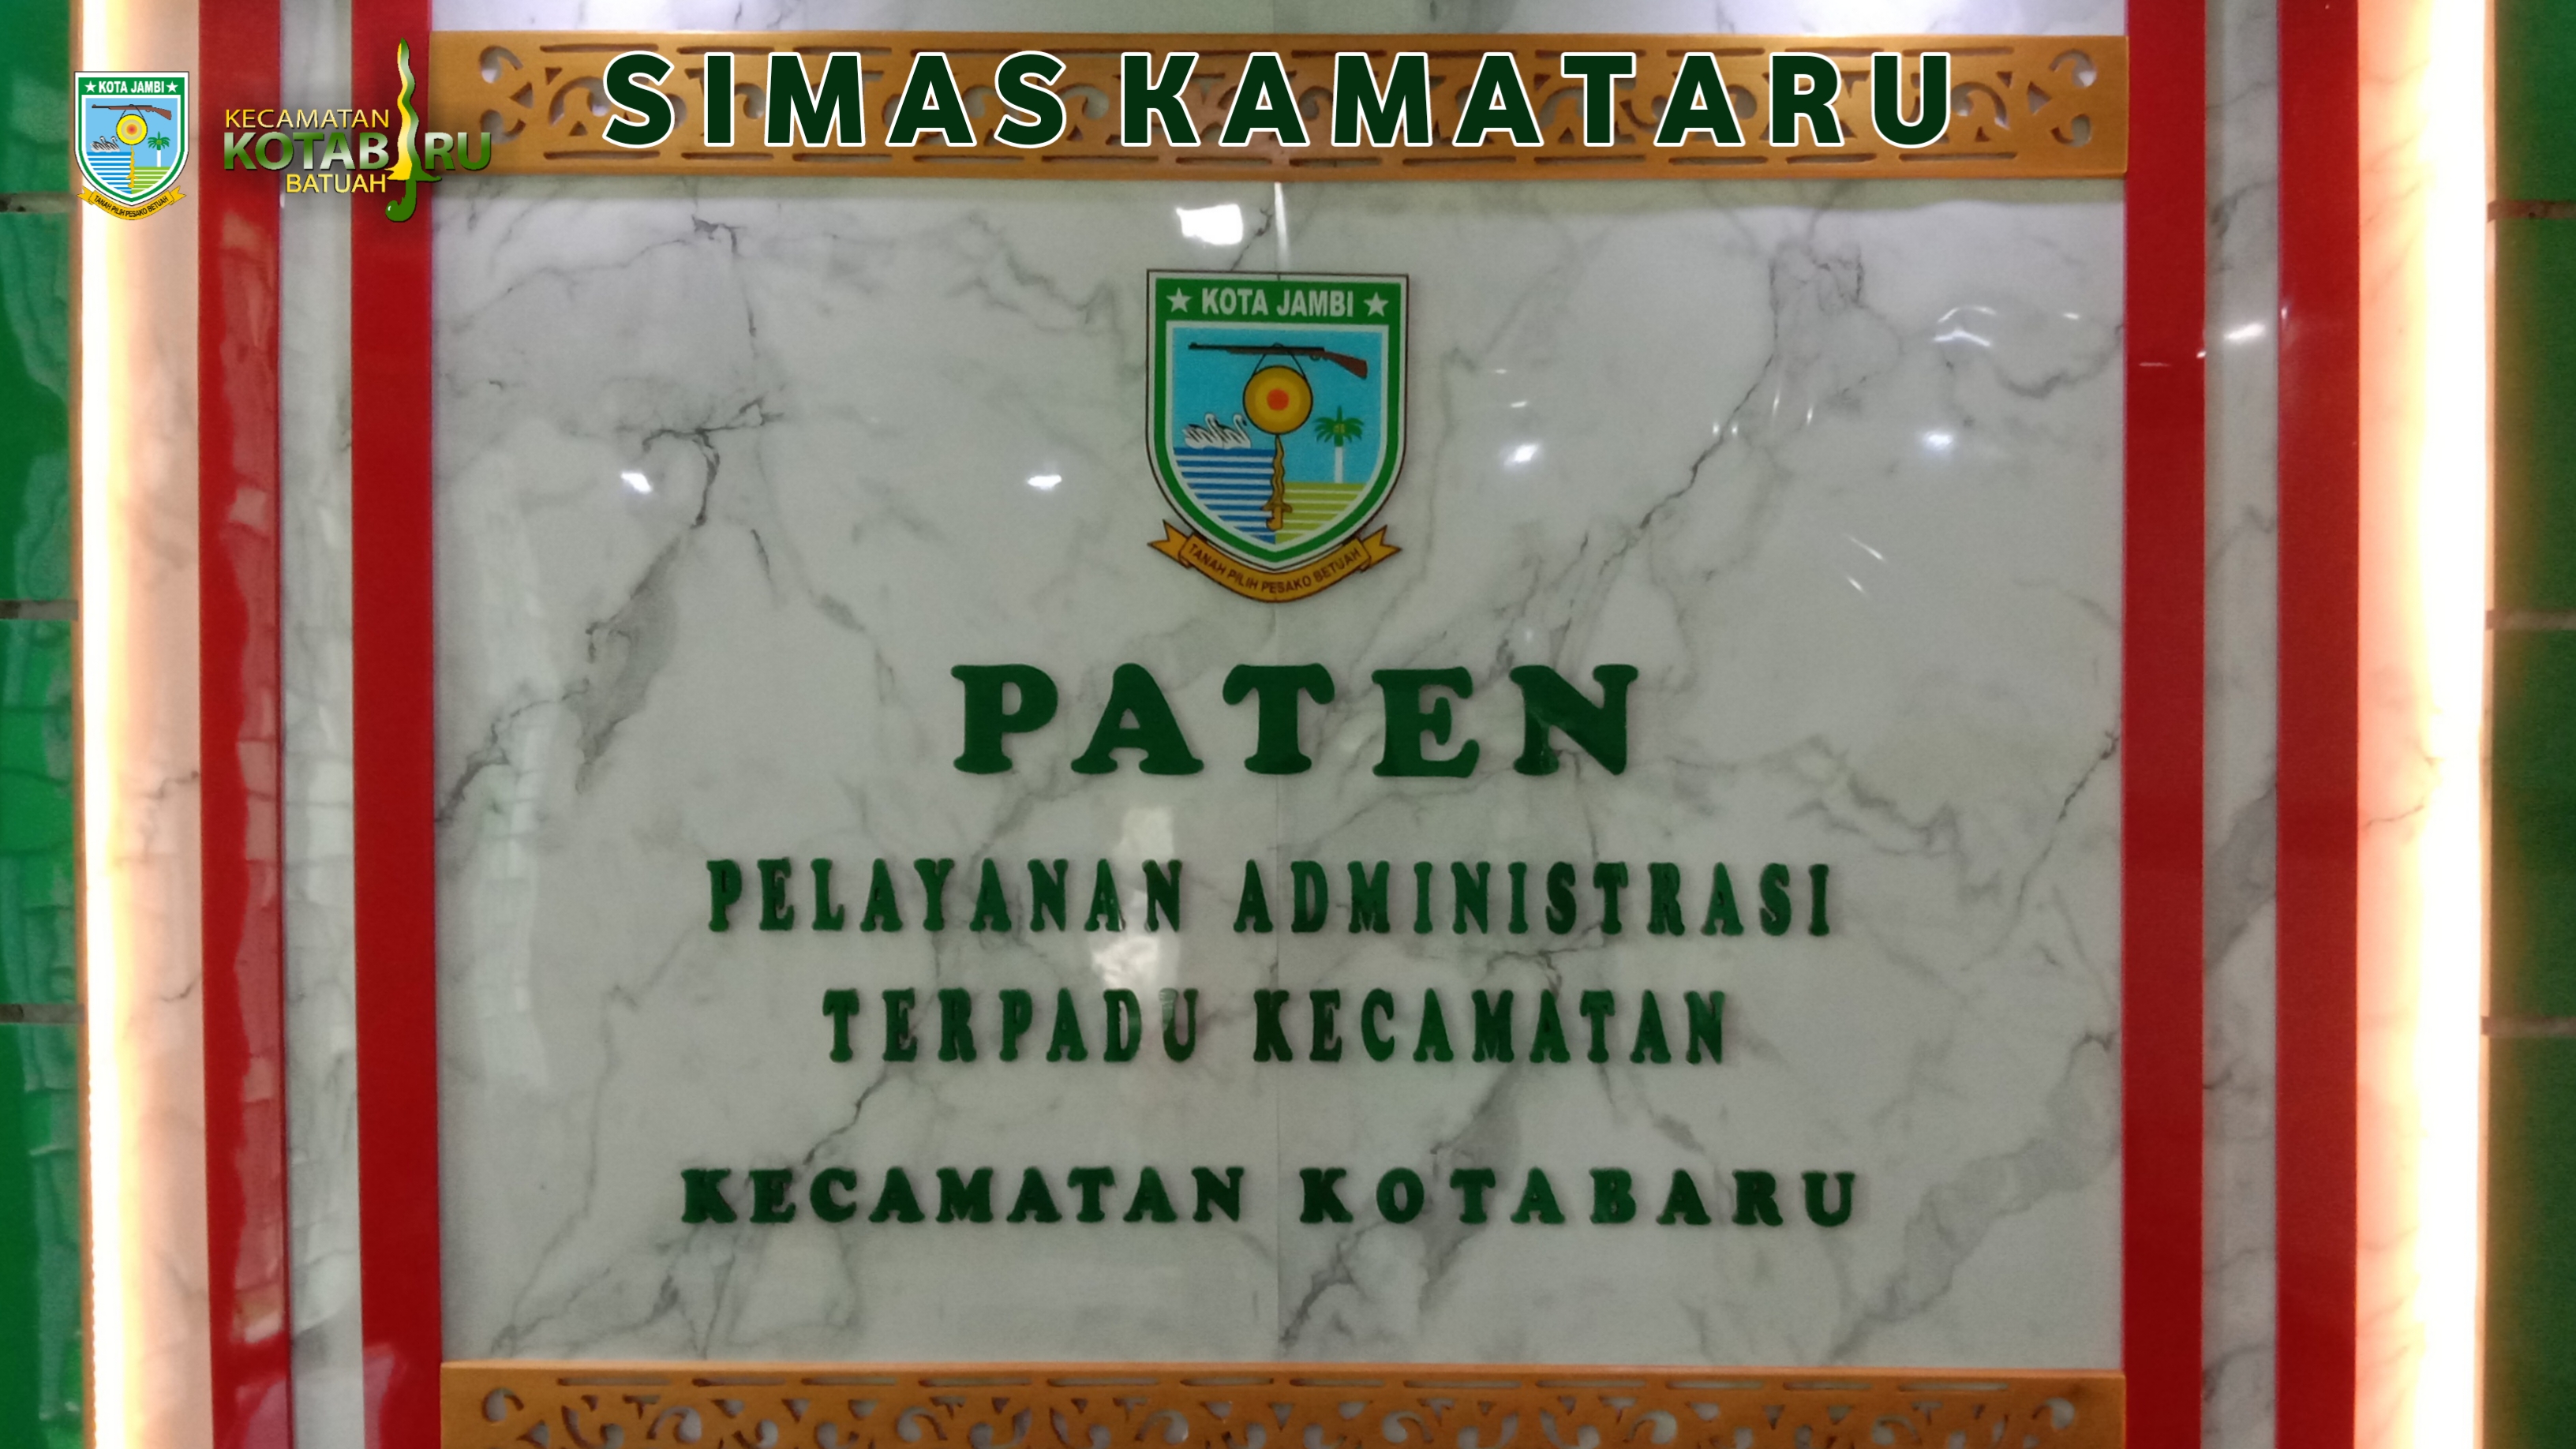 SIMAS KAMATARU
KOTA JAMBI
TANAH PILIH PESAKO BETUAH
KECAMATAN
KOTABARU
BATUAH
KOTA JAMBI
TANAH PILIH PESAKO BETUAH
PATEN
PELAYANAN ADMINISTRASI
TERPADU KECAMATAN
KECAMATAN KOTABARU